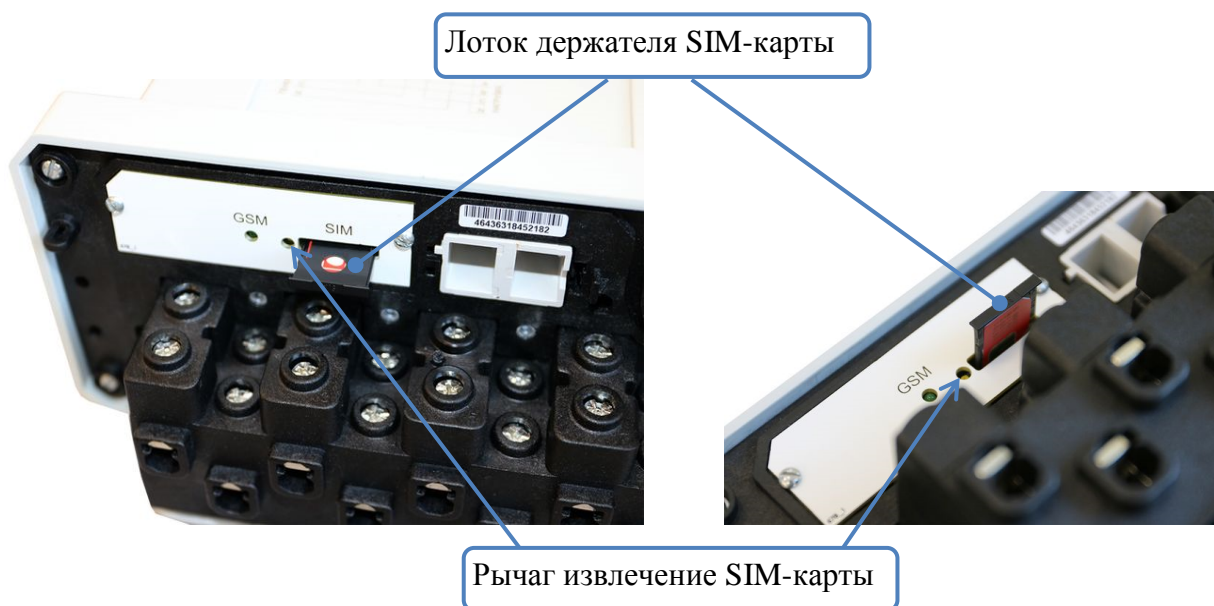 Лоток держателя SIM-карты
GSM
SIM
46436318452182
GSM
Рычаг извлечение SIM-карты